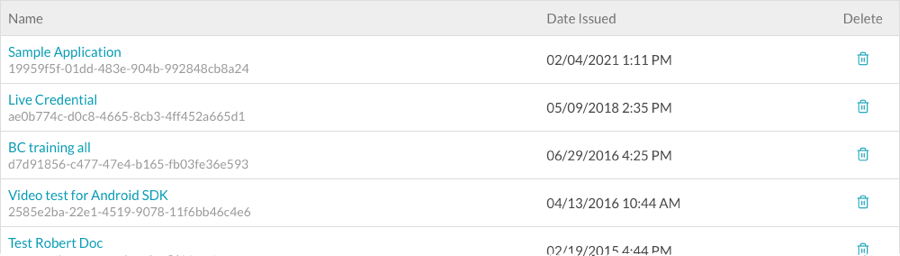 Name Date Issued Delete
Sample Application
19959f5f-01dd-483e-904b-992848cb8a24
02/04/2021 1:11 PM
Live Credential
ae0b774c-d0c8-4665-8cb3-4ff452a665d1
05/09/2018 2:35 PM
BC training all
d7d91856-c477-47e4-b165-fb03fe36e593
06/29/2016 4:25 PM
Video test for Android SDK
2585e2ba-22e1-4519-9078-11f6bb46c4e6
04/13/2016 10:44 AM
Test Robert Doc
02/19/2015 4:44 PM